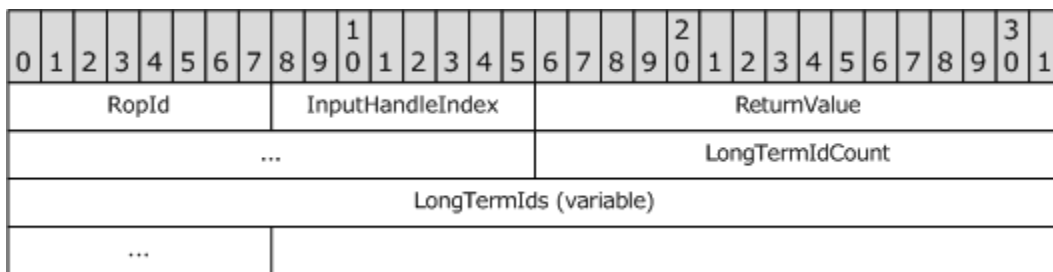 1 2 3
0 1 2 3 4 5 6 7 8 9 0 1 2 3 4 5 6 7 8 9 0 1 2 3 4 5 6 7 8 9 0 1
RopId InputHandleIndex ReturnValue
... LongTermIdCount
LongTermIds (variable)
...